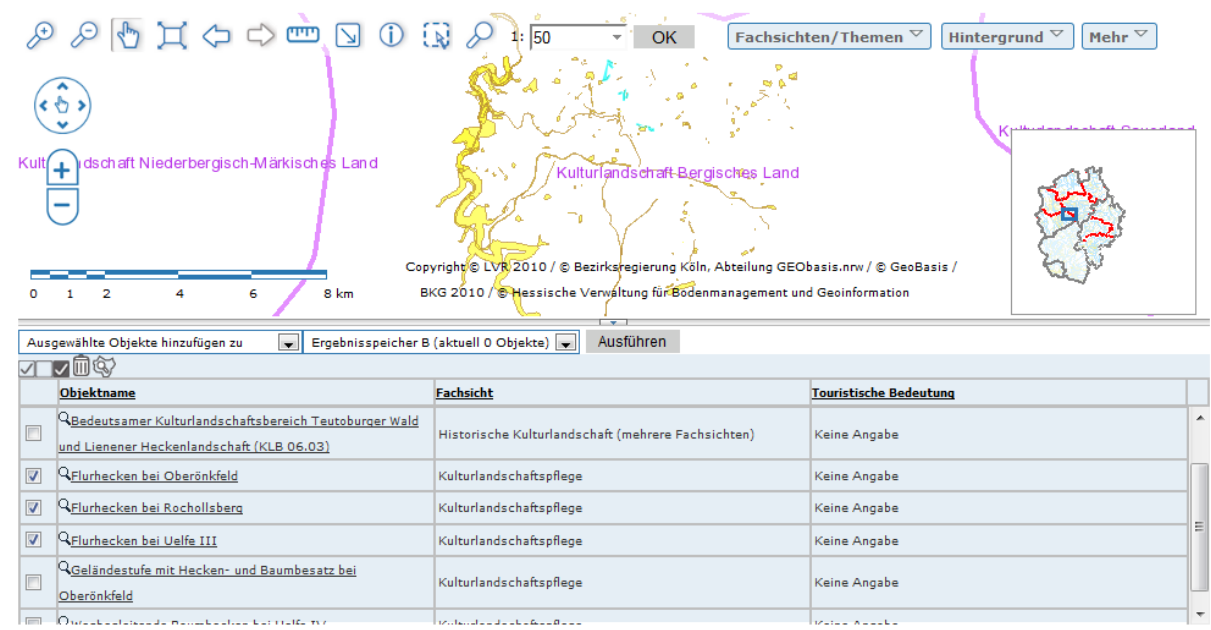 1: 50 OK Fachsichten/Themen Hintergrund Mehr
Kulturlandschaft Niederbergisch-Märkisches Land
Kulturlandschaft Bergisches Land
Kulturlandschaft Sauerland
Copyright © LVR 2010 / © Bezirksregierung Köln, Abteilung GEObasis.nrw / © GeoBasis /
BKG 2010 / © Hessische Verwaltung für Bodenmanagement und Geoinformation
0 1 2 4 6 8 km
Ausgewählte Objekte hinzufügen zu Ergebnisspeicher B (aktuell 0 Objekte) Ausführen
Objektname Fachsicht Touristische Bedeutung
Bedeutsamer Kulturlandschaftsbereich Teutoburger Wald
und Lienener Heckenlandschaft (KLB 06.03) Historische Kulturlandschaft (mehrere Fachsichten) Keine Angabe
Flurhecken bei Oberönkfeld Kulturlandschaftspflege Keine Angabe
Flurhecken bei Rochollsberg Kulturlandschaftspflege Keine Angabe
Flurhecken bei Uelfe III Kulturlandschaftspflege Keine Angabe
Geländestufe mit Hecken- und Baumbesatz bei
Oberönkfeld Kulturlandschaftspflege Keine Angabe